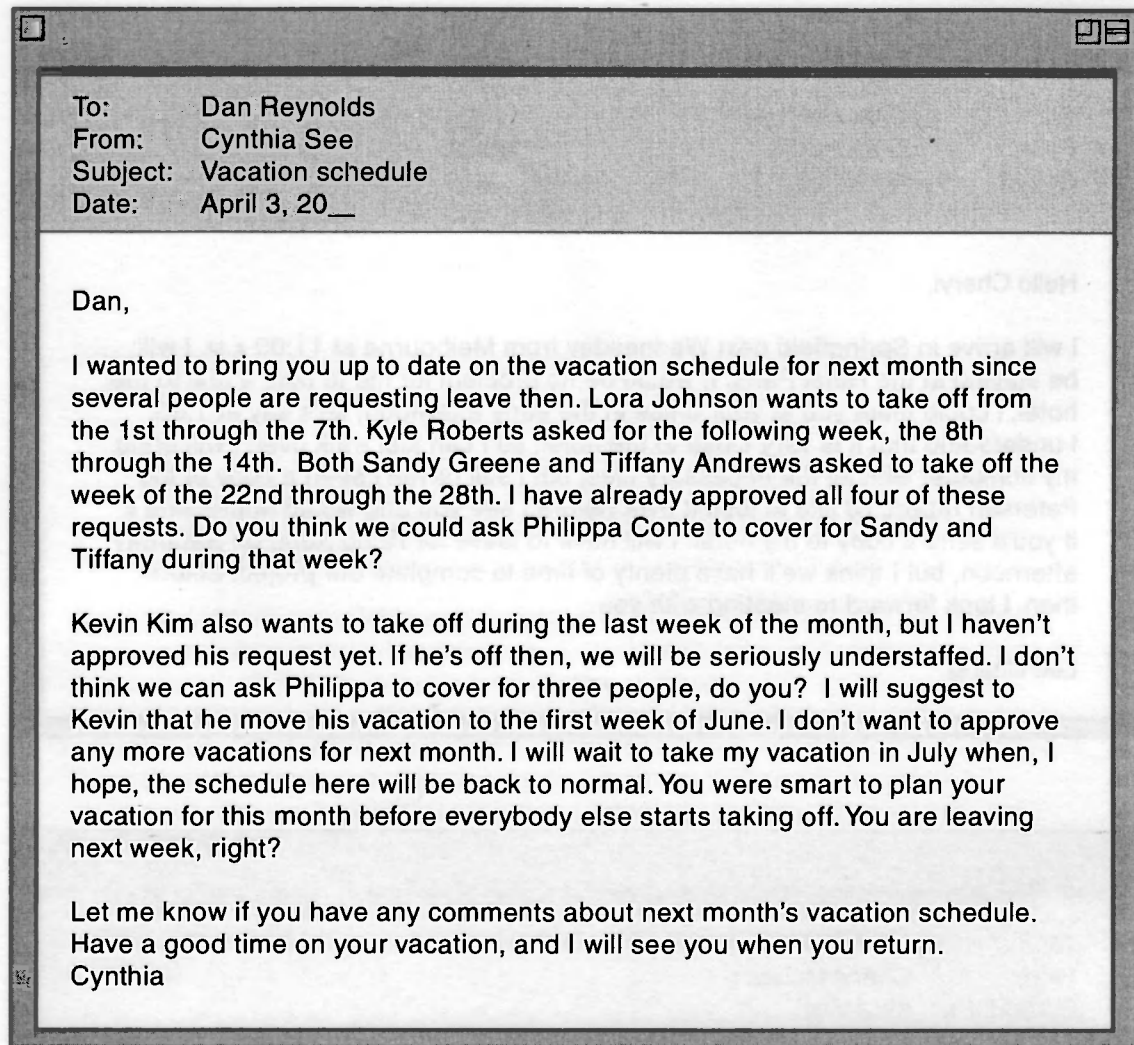 To: Dan Reynolds
From: Cynthia See
Subject: Vacation schedule
Date: April 3, 20__
Dan,
I wanted to bring you up to date on the vacation schedule for next month since
several people are requesting leave then. Lora Johnson wants to take off from
the 1st through the 7th. Kyle Roberts asked for the following week, the 8th
through the 14th. Both Sandy Greene and Tiffany Andrews asked to take off the
week of the 22nd through the 28th. I have already approved all four of these
requests. Do you think we could ask Philippa Conte to cover for Sandy and
Tiffany during that week?
Kevin Kim also wants to take off during the last week of the month, but I haven't
approved his request yet. If he's off then, we will be seriously understaffed. I don't
think we can ask Philippa to cover for three people, do you? I will suggest to
Kevin that he move his vacation to the first week of June. I don't want to approve
any more vacations for next month. I will wait to take my vacation in July when, I
hope, the schedule here will be back to normal. You were smart to plan your
vacation for this month before everybody else starts taking off. You are leaving
next week, right?
Let me know if you have any comments about next month's vacation schedule.
Have a good time on your vacation, and I will see you when you return.
Cynthia